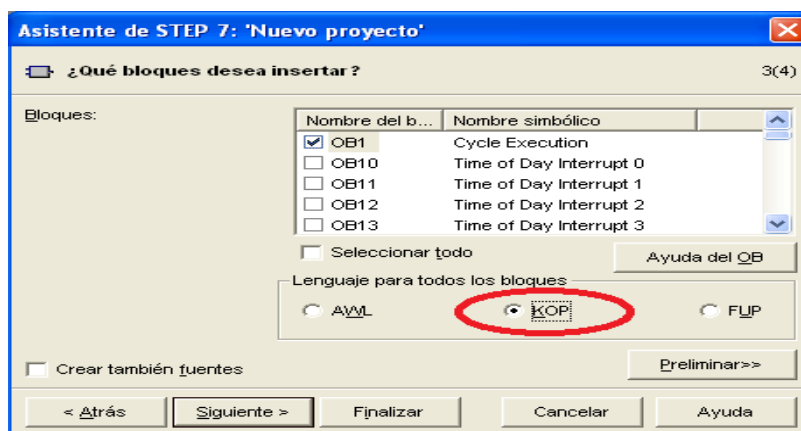 Asistente de STEP 7: 'Nuevo proyecto'
¿Qué bloques desea insertar?
3(4)
Bloques:
Nombre del b... Nombre simbólico
OB1 Cycle Execution
OB10 Time of Day Interrupt 0
OB11 Time of Day Interrupt 1
OB12 Time of Day Interrupt 2
OB13 Time of Day Interrupt 3
Seleccionar todo
Ayuda del OB
Lenguaje para todos los bloques
AWL KOP FUP
Crear también fuentes
Preliminar>>
< Atrás Siguiente > Finalizar Cancelar Ayuda